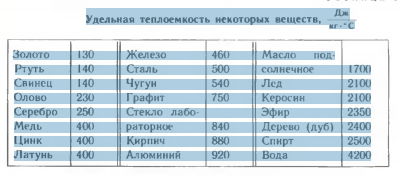 Удельная теплоемкость некоторых веществ, Дж
кг·°С
Золото 130 Железо 460 Масло под-
Ртуть 140 Сталь 500 солнечное 1700
Свинец 140 Чугун 540 Лед 2100
Олово 230 Графит 750 Керосин 2100
Серебро 250 Стекло лабо- Эфир 2350
Медь 400 раторное 840 Дерево (дуб) 2400
Цинк 400 Кирпич 880 Спирт 2500
Латунь 400 Алюминий 920 Вода 4200